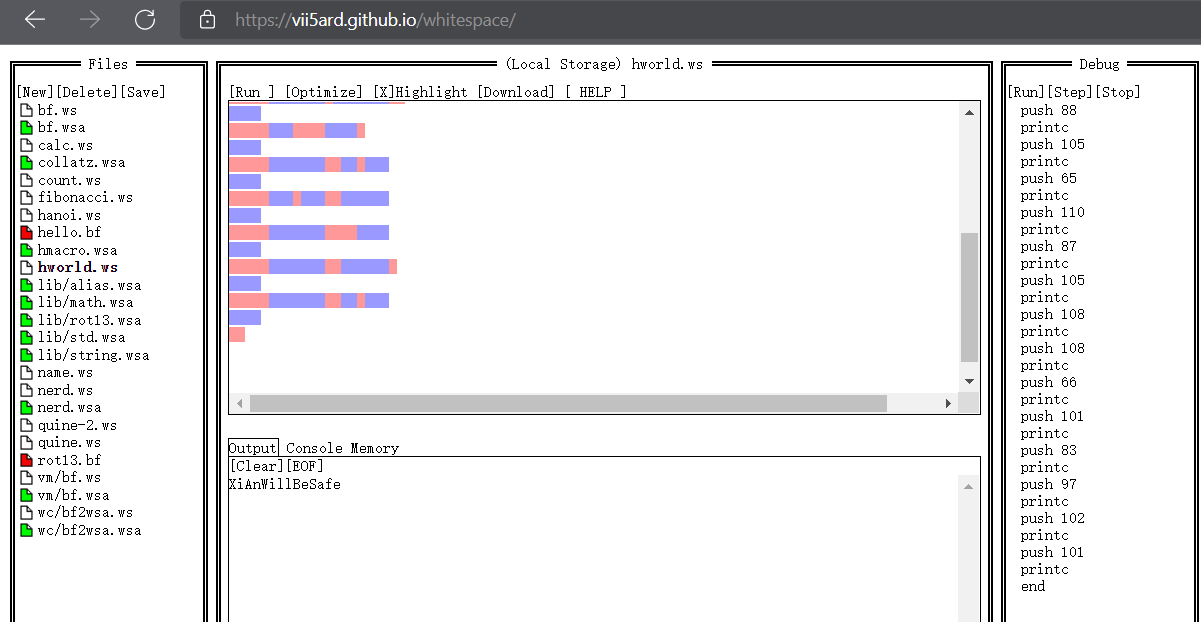 https://vii5ard.github.io/whitespace/
Files
[New][Delete][Save]
bf.ws
bf.wsa
calc.ws
collatz.wsa
count.ws
fibonacci.ws
hanoi.ws
hello.bf
hmacro.wsa
hworld.ws
lib/alias.wsa
lib/math.wsa
lib/rot13.wsa
lib/std.wsa
lib/string.wsa
name.ws
nerd.ws
nerd.wsa
quine-2.ws
quine.ws
rot13.bf
vm/bf.ws
vm/bf.wsa
wc/bf2wsa.ws
wc/bf2wsa.wsa
(Local Storage) hworld.ws
[Run ] [Optimize] [X]Highlight [Download] [ HELP ]
Output Console Memory
[Clear][EOF]
XiAnWillBeSafe
Debug
[Run][Step][Stop]
push 88
printc
push 105
printc
push 65
printc
push 110
printc
push 87
printc
push 105
printc
push 108
printc
push 108
printc
push 66
printc
push 101
printc
push 83
printc
push 97
printc
push 102
printc
push 101
printc
end